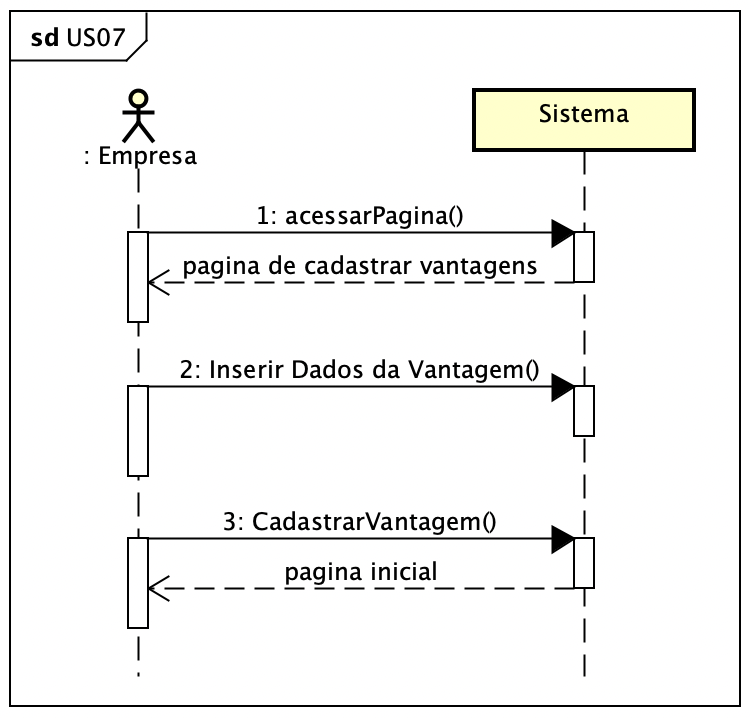 sd US07
: Empresa
Sistema
1: acessarPagina()
pagina de cadastrar vantagens
2: Inserir Dados da Vantagem()
3: CadastrarVantagem()
pagina inicial